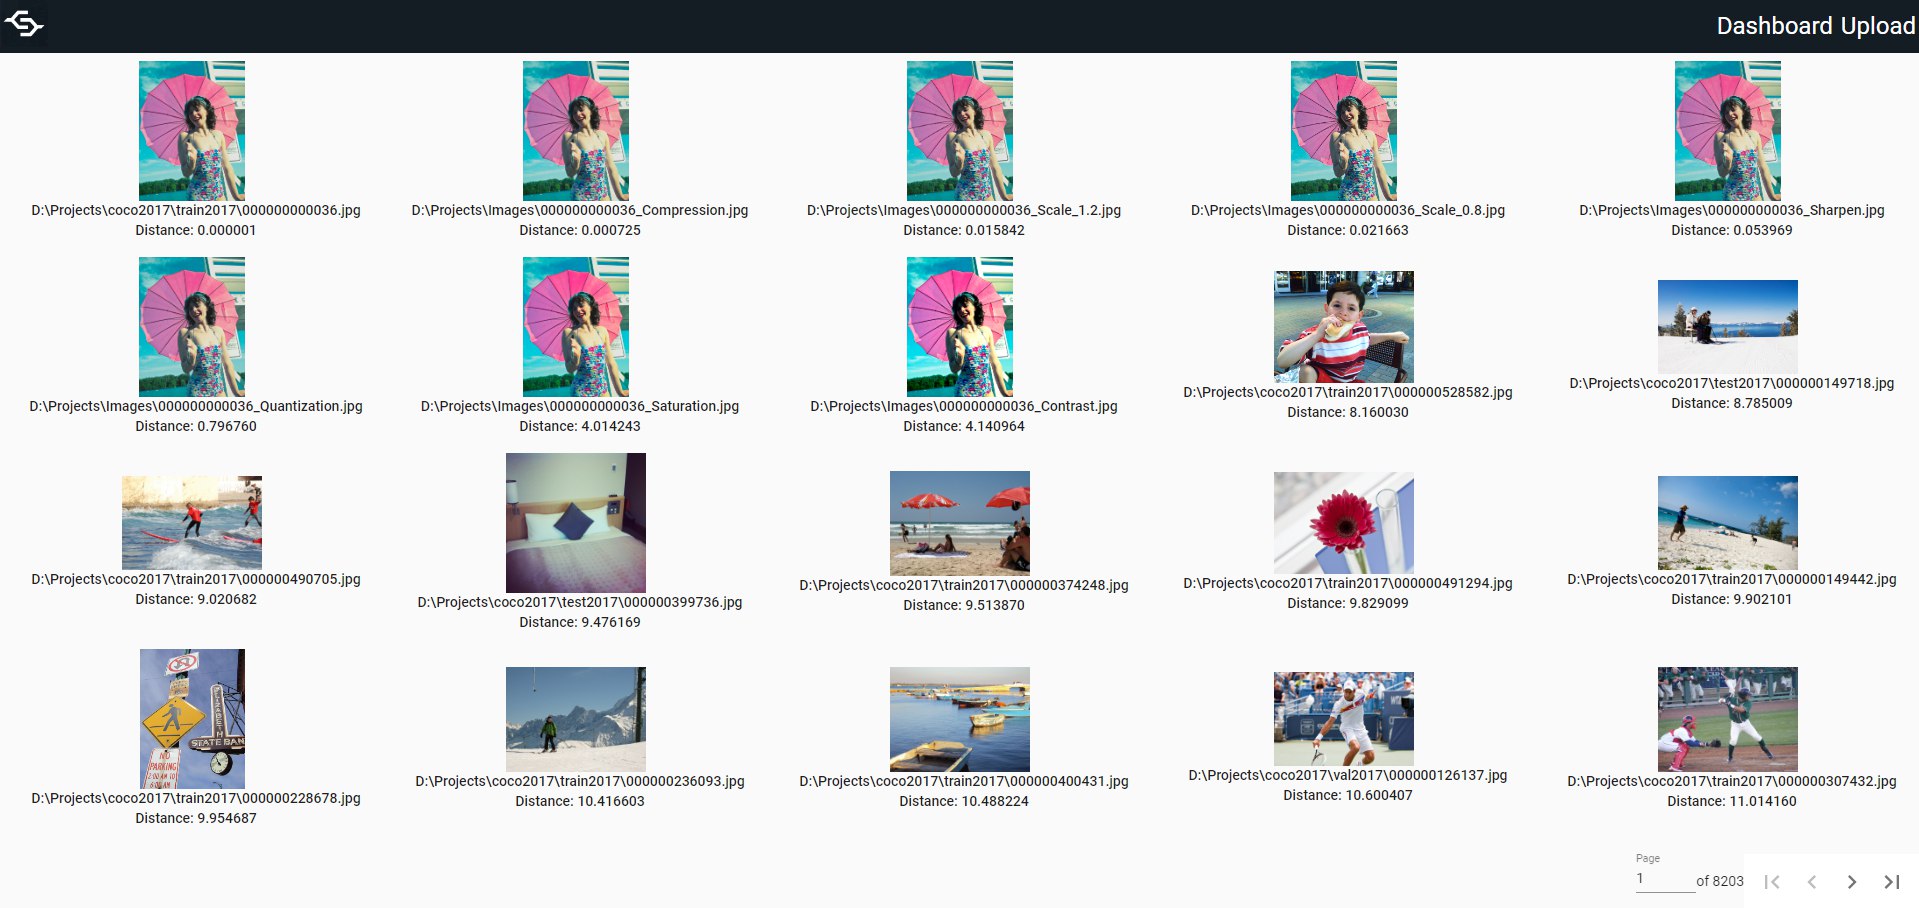 Dashboard Upload
D:\Projects\coco2017\train2017\000000000036.jpg
Distance: 0.000001
D:\Projects\Images\000000000036_Compression.jpg
Distance: 0.000725
D:\Projects\Images\000000000036_Scale_1.2.jpg
Distance: 0.015842
D:\Projects\Images\000000000036_Scale_0.8.jpg
Distance: 0.021663
D:\Projects\Images\000000000036_Sharpen.jpg
Distance: 0.053969
D:\Projects\Images\000000000036_Quantization.jpg
Distance: 0.796760
D:\Projects\Images\000000000036_Saturation.jpg
Distance: 4.014243
D:\Projects\Images\000000000036_Contrast.jpg
Distance: 4.140964
D:\Projects\coco2017\train2017\000000528582.jpg
Distance: 8.160030
D:\Projects\coco2017\test2017\000000149718.jpg
Distance: 8.785009
D:\Projects\coco2017\train2017\000000490705.jpg
Distance: 9.020682
D:\Projects\coco2017\test2017\000000399736.jpg
Distance: 9.476169
D:\Projects\coco2017\train2017\000000374248.jpg
Distance: 9.513870
D:\Projects\coco2017\train2017\000000491294.jpg
Distance: 9.829099
D:\Projects\coco2017\train2017\000000149442.jpg
Distance: 9.902101
ELIZABETH
STATE BAN
NO
PARKING
2:00 AM TO
6:00 AM
D:\Projects\coco2017\train2017\000000228678.jpg
Distance: 9.954687
D:\Projects\coco2017\train2017\000000236093.jpg
Distance: 10.416603
D:\Projects\coco2017\train2017\000000400431.jpg
Distance: 10.488224
D:\Projects\coco2017\val2017\000000126137.jpg
Distance: 10.600407
D:\Projects\coco2017\train2017\000000307432.jpg
Distance: 11.014160
Page
1 of 8203